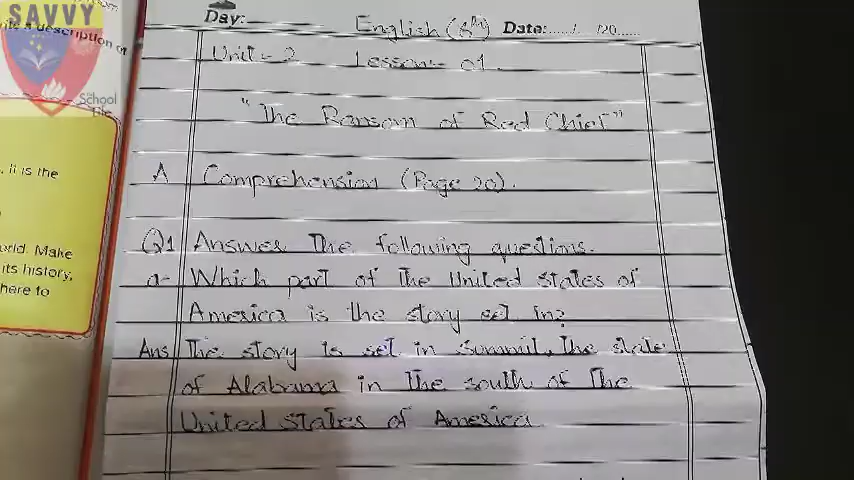 SAVVY
School
Life
description of
. It is the
orld. Make
its history,
here to
Day:
English (8th) Date:....../...../20......
Unit - 2 Lesson:- 01.
"The Ransom of Red Chief"
A Comprehension (Page 20).
Q1 Answer The following questions.
a- Which part of The United States of
America is the story set in?
Ans The story is set in Summit, The state
of Alabama in The south of The
United States of America.